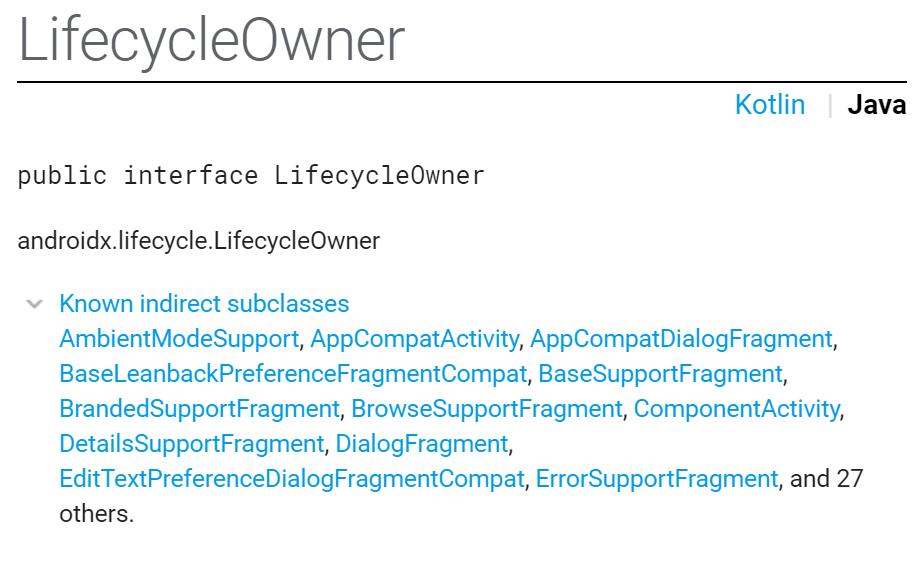 LifecycleOwner
Kotlin | Java
public interface LifecycleOwner
androidx.lifecycle.LifecycleOwner
Known indirect subclasses
AmbientModeSupport, AppCompatActivity, AppCompatDialogFragment,
BaseLeanbackPreferenceFragmentCompat, BaseSupportFragment,
BrandedSupportFragment, BrowseSupportFragment, ComponentActivity,
DetailsSupportFragment, DialogFragment,
EditTextPreferenceDialogFragmentCompat, ErrorSupportFragment, and 27
others.